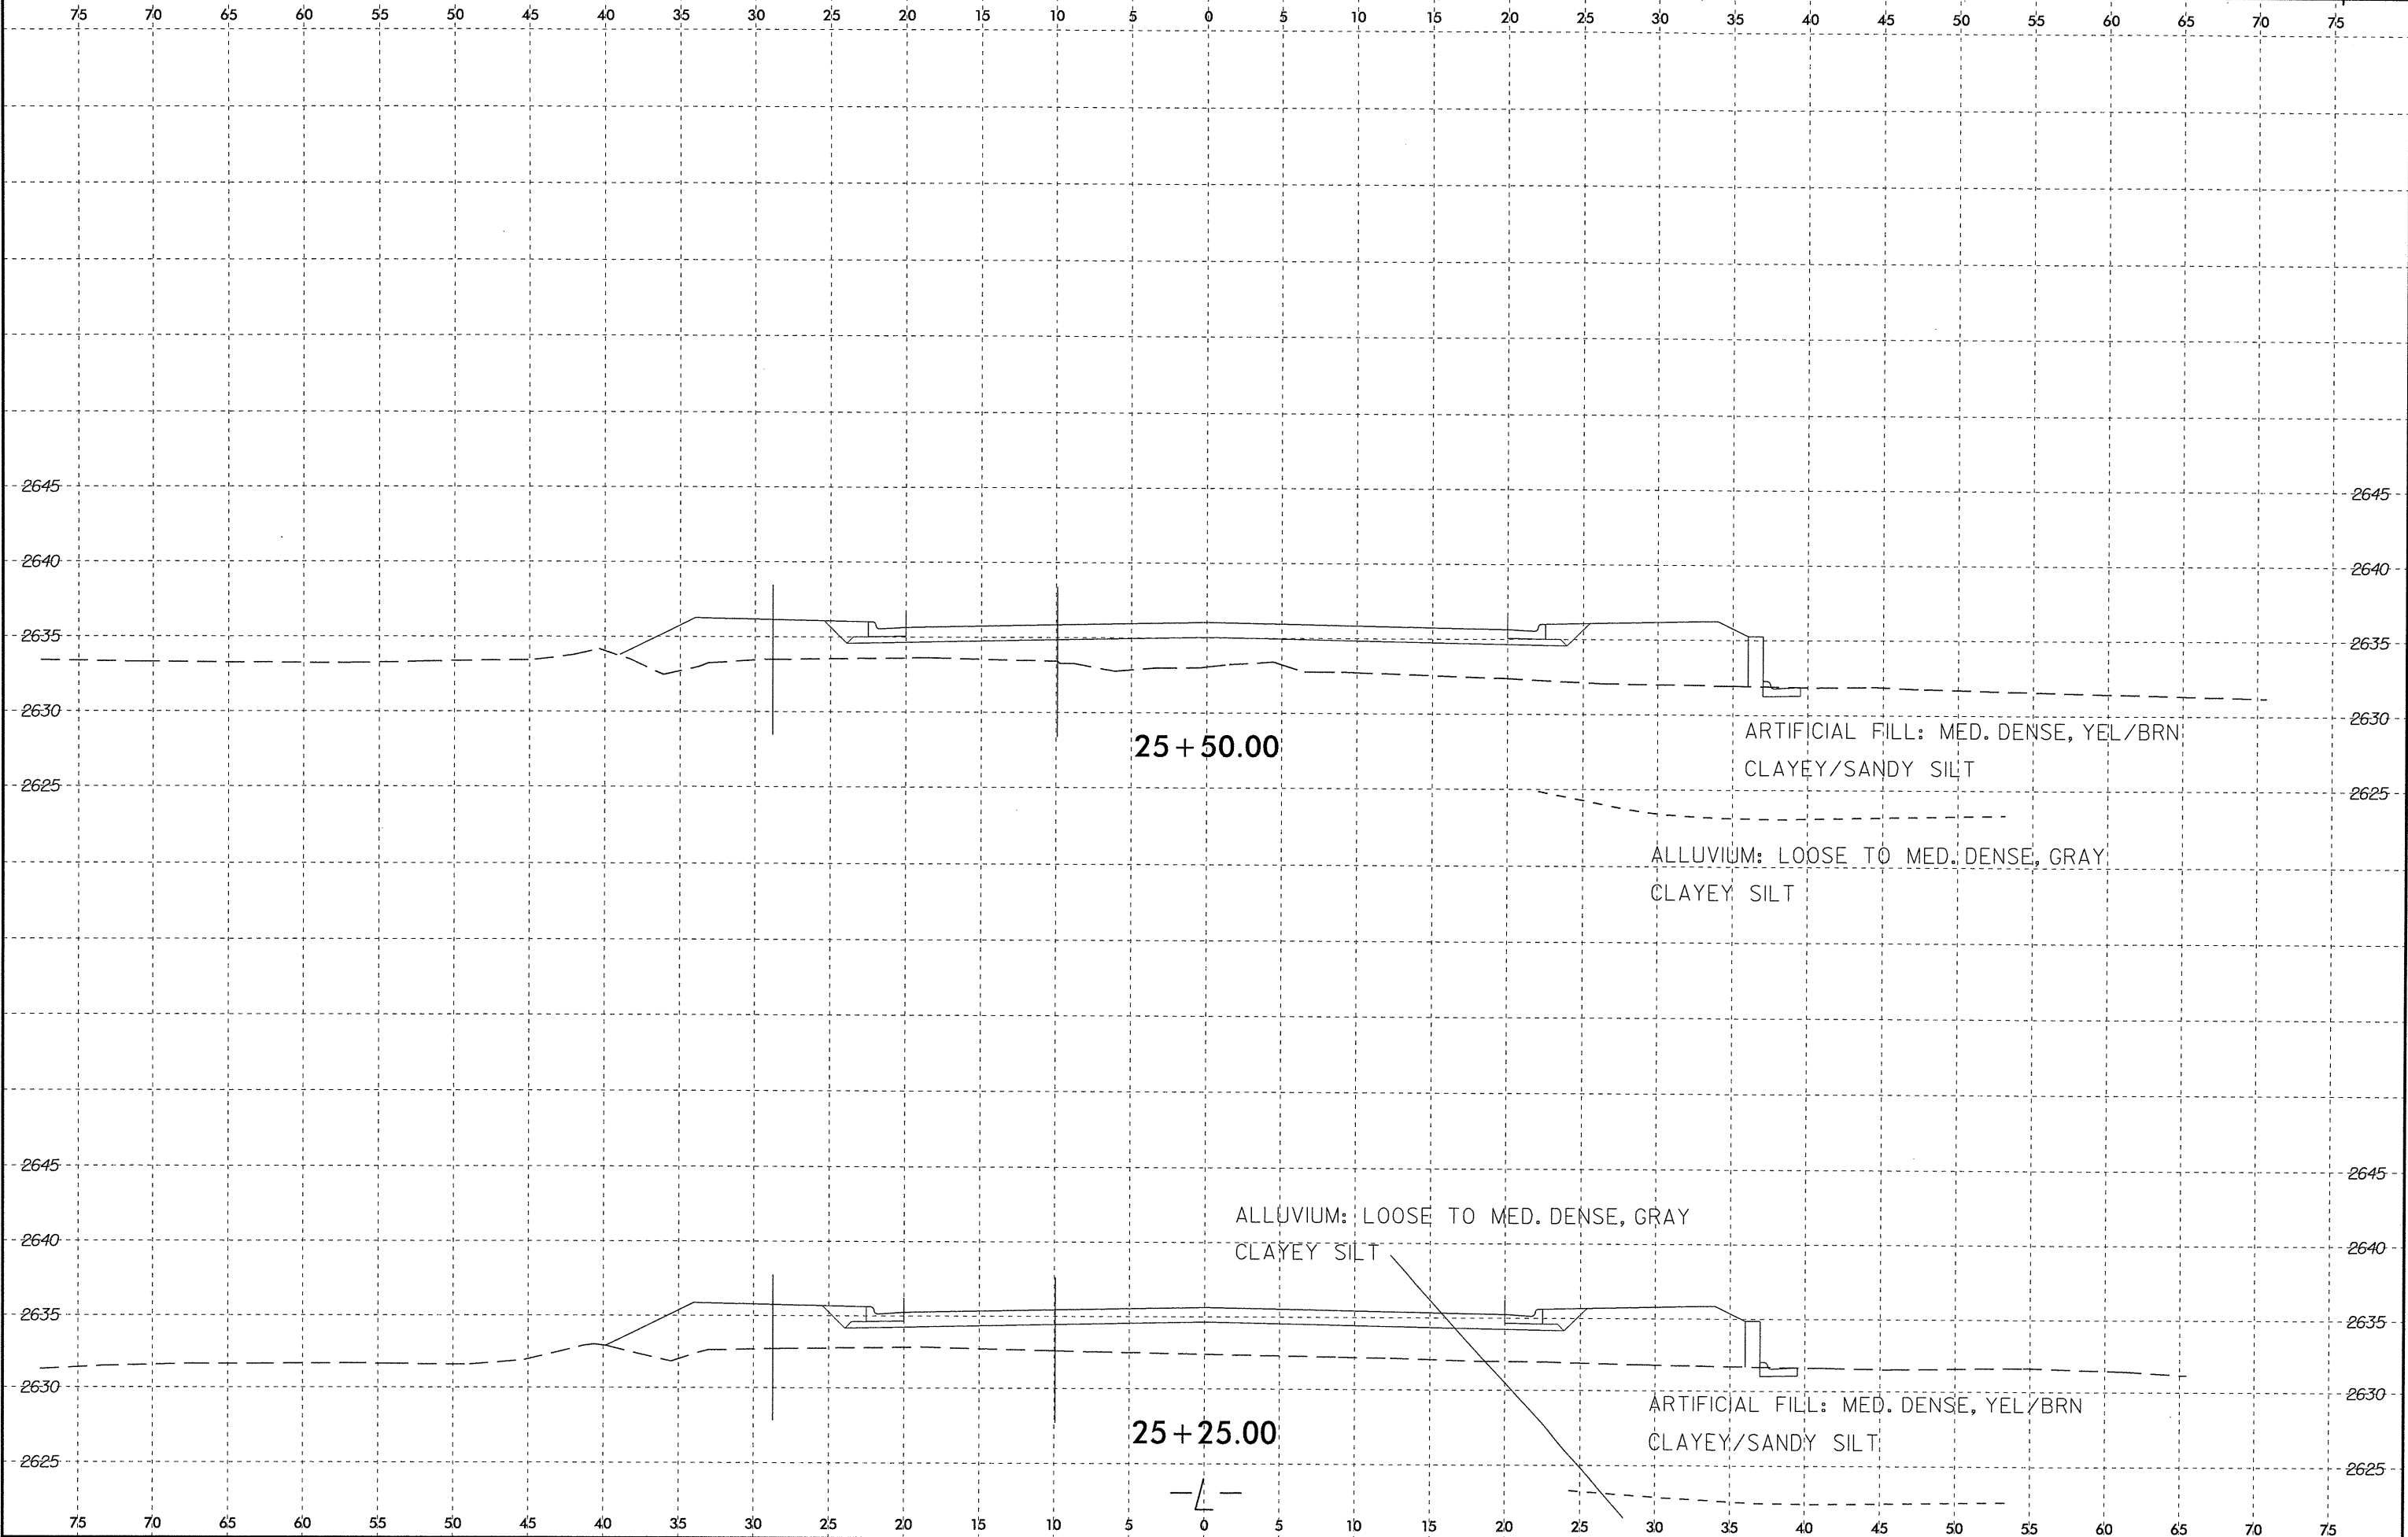 75 70 65 60 55 50 45 40 35 30 25 20 15 10 5 0 5 10 15 20 25 30 35 40 45 50 55 60 65 70 75
2645 2645
2640 2640
2635 2635
2630 2630
25+50.00
ARTIFICIAL FILL: MED. DENSE, YEL/BRN
CLAYEY/SANDY SILT
2625 2625
ALLUVIUM: LOOSE TO MED. DENSE, GRAY
CLAYEY SILT
2645 2645
ALLUVIUM: LOOSE TO MED. DENSE, GRAY
CLAYEY SILT
2640 2640
2635 2635
2630 2630
ARTIFICIAL FILL: MED. DENSE, YEL/BRN
CLAYEY/SANDY SILT
25+25.00
2625 2625
-L-
75 70 65 60 55 50 45 40 35 30 25 20 15 10 5 0 5 10 15 20 25 30 35 40 45 50 55 60 65 70